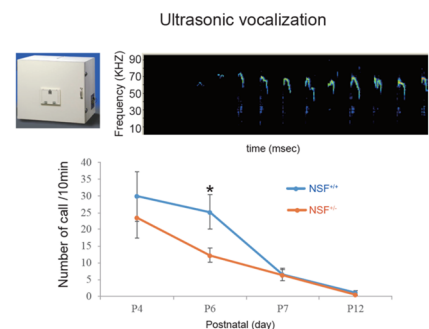 Ultrasonic vocalization
Frequency (KHZ)
90
70
50
30
10
time (msec)
Number of call /10min
40
35
30
25
20
15
10
5
0
*
NSF+/+
NSF+/-
P4
P6
P7
P12
Postnatal (day)